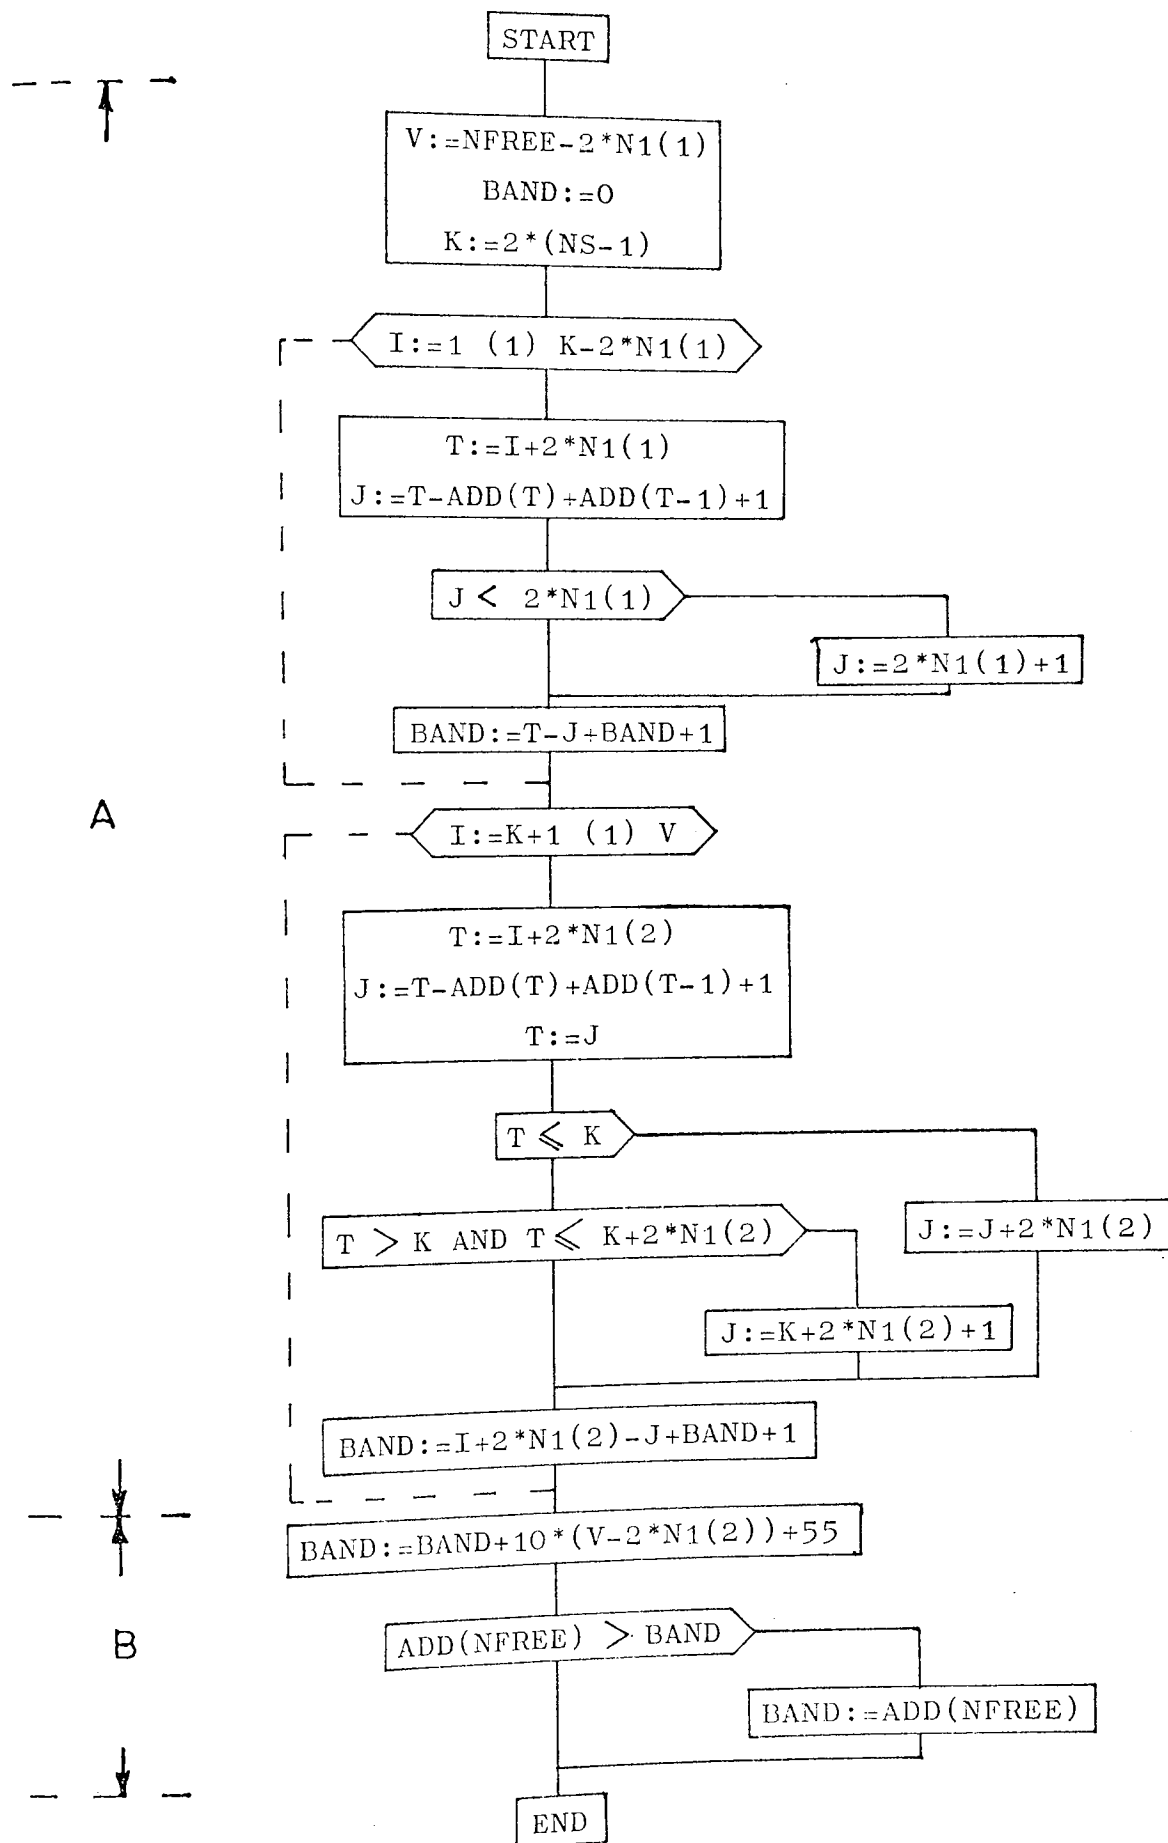 START
V:=NFREE-2*N1(1)
BAND:=0
K:=2*(NS-1)
I:=1 (1) K-2*N1(1)
T:=I+2*N1(1)
J:=T-ADD(T)+ADD(T-1)+1
J < 2*N1(1)
J:=2*N1(1)+1
BAND:=T-J+BAND+1
A
I:=K+1 (1) V
T:=I+2*N1(2)
J:=T-ADD(T)+ADD(T-1)+1
T:=J
T ⩽ K
T > K AND T ⩽ K+2*N1(2)
J:=J+2*N1(2)
J:=K+2*N1(2)+1
BAND:=I+2*N1(2)-J+BAND+1
BAND:=BAND+10*(V-2*N1(2))+55
B
ADD(NFREE) > BAND
BAND:=ADD(NFREE)
END